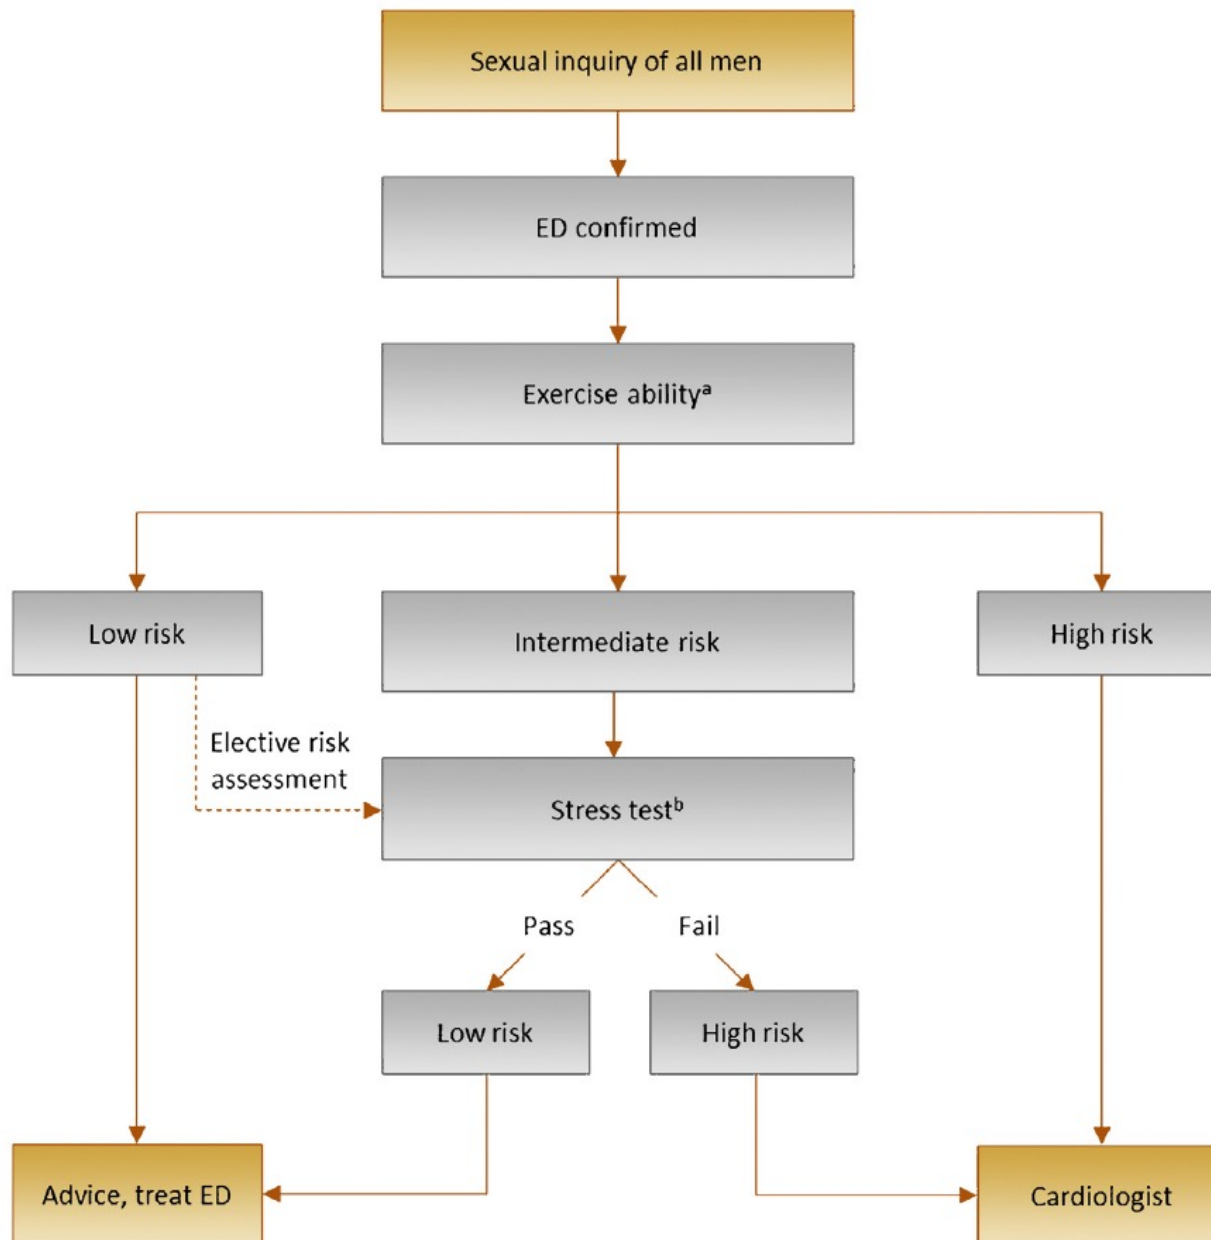 Sexual inquiry of all men
ED confirmed
Exercise abilityᵃ
Low risk
Intermediate risk
High risk
Elective risk
assessment
Stress testᵇ
Pass
Fail
Low risk
High risk
Advice, treat ED
Cardiologist